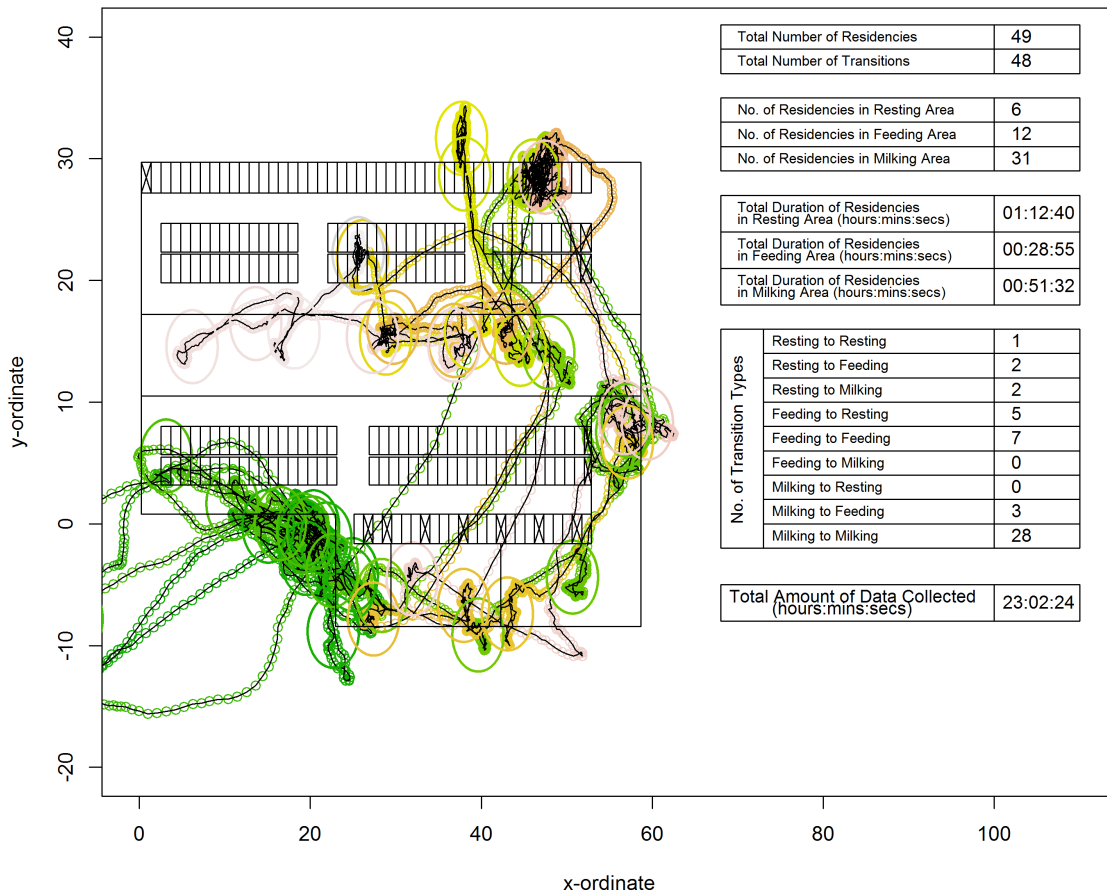 Total Number of Residencies 49
Total Number of Transitions 48
No. of Residencies in Resting Area 6
No. of Residencies in Feeding Area 12
No. of Residencies in Milking Area 31
Total Duration of Residencies
in Resting Area (hours:mins:secs) 01:12:40
Total Duration of Residencies
in Feeding Area (hours:mins:secs) 00:28:55
Total Duration of Residencies
in Milking Area (hours:mins:secs) 00:51:32
No. of Transition Types
Resting to Resting 1
Resting to Feeding 2
Resting to Milking 2
Feeding to Resting 5
Feeding to Feeding 7
Feeding to Milking 0
Milking to Resting 0
Milking to Feeding 3
Milking to Milking 28
Total Amount of Data Collected
(hours:mins:secs) 23:02:24
y-ordinate
40
30
20
10
0
-10
-20
0 20 40 60 80 100
x-ordinate